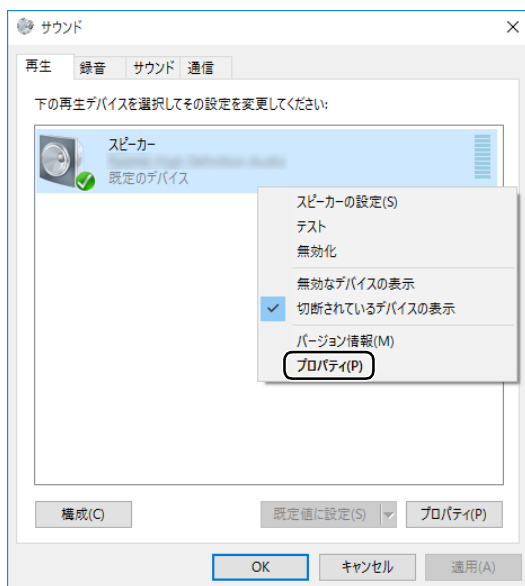 サウンド
再生 録音 サウンド 通信
下の再生デバイスを選択してその設定を変更してください:
スピーカー
既定のデバイス
スピーカーの設定(S)
テスト
無効化
無効なデバイスの表示
切断されているデバイスの表示
バージョン情報(M)
プロパティ(P)
構成(C) 既定値に設定(S) プロパティ(P)
OK キャンセル 適用(A)